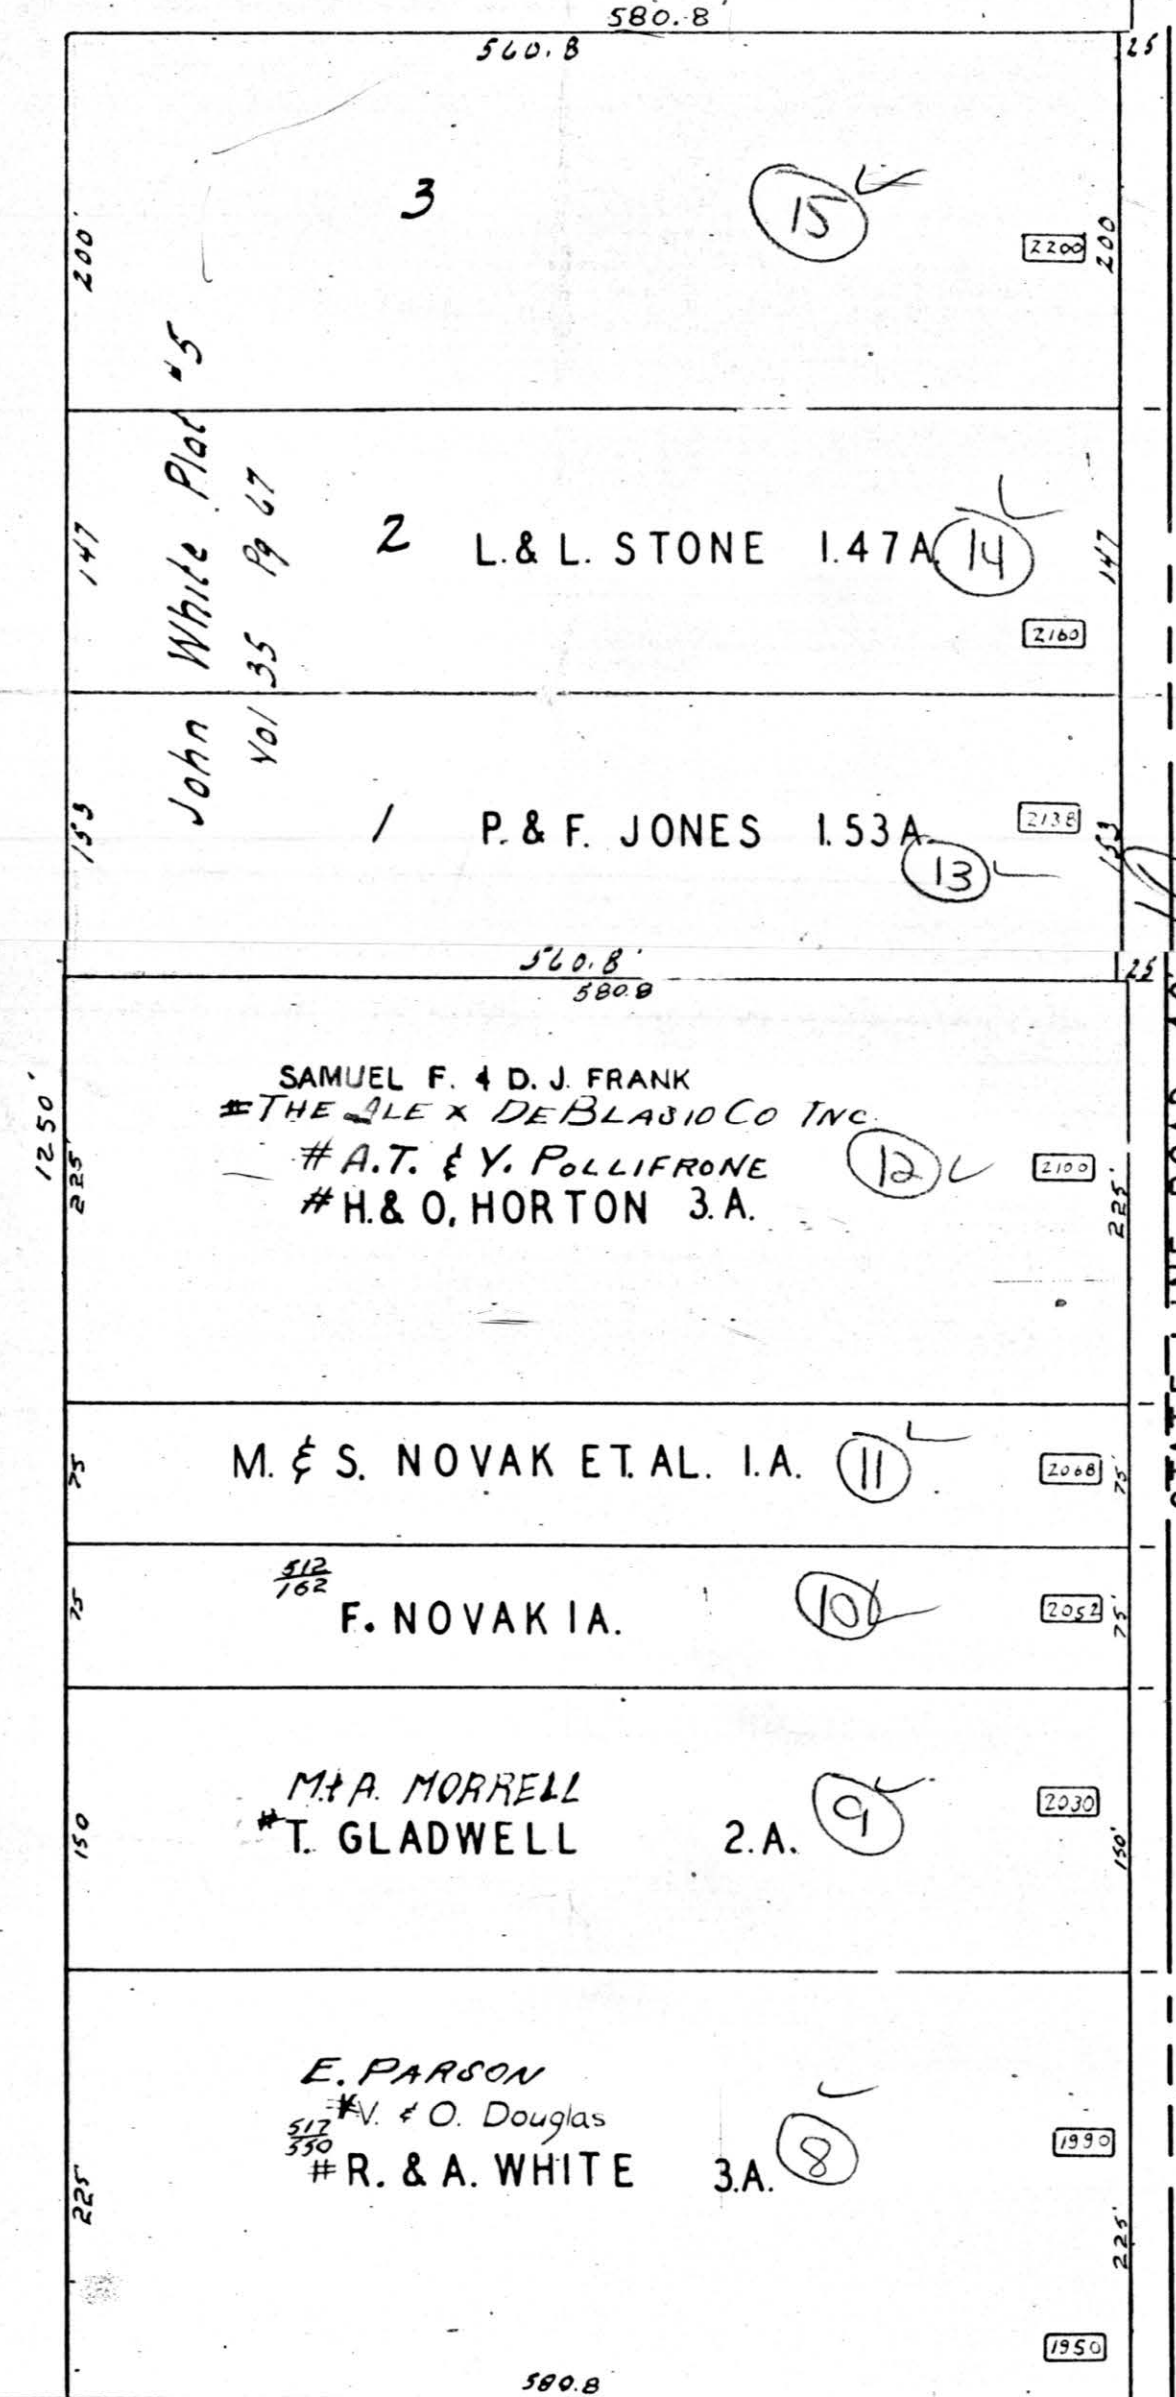 580.8
560.8
25
3
15
200'
2200
200
John White Plat #5
Vol 35 Pg 67
147
2 L.& L. STONE 1.47A.
14
147
2160
153
1 P. & F. JONES 1.53A.
13
2138
153
560.8'
580.8
25
1250'
SAMUEL F. & D. J. FRANK
# THE ALEX DEBLASIO CO INC.
# A.T. & Y. POLLIFRONE
# H.& O. HORTON 3.A.
12
2100
225'
225'
75
M. & S. NOVAK ET. AL. 1.A.
11
2068
75'
75
512
162
F. NOVAK 1A.
10
2052
75'
150
M.& A. MORRELL
# T. GLADWELL 2.A.
9
2030
150'
E. PARSON
# V. & O. Douglas
# R. & A. WHITE 3.A.
8
1990
225'
225'
1950
580.8